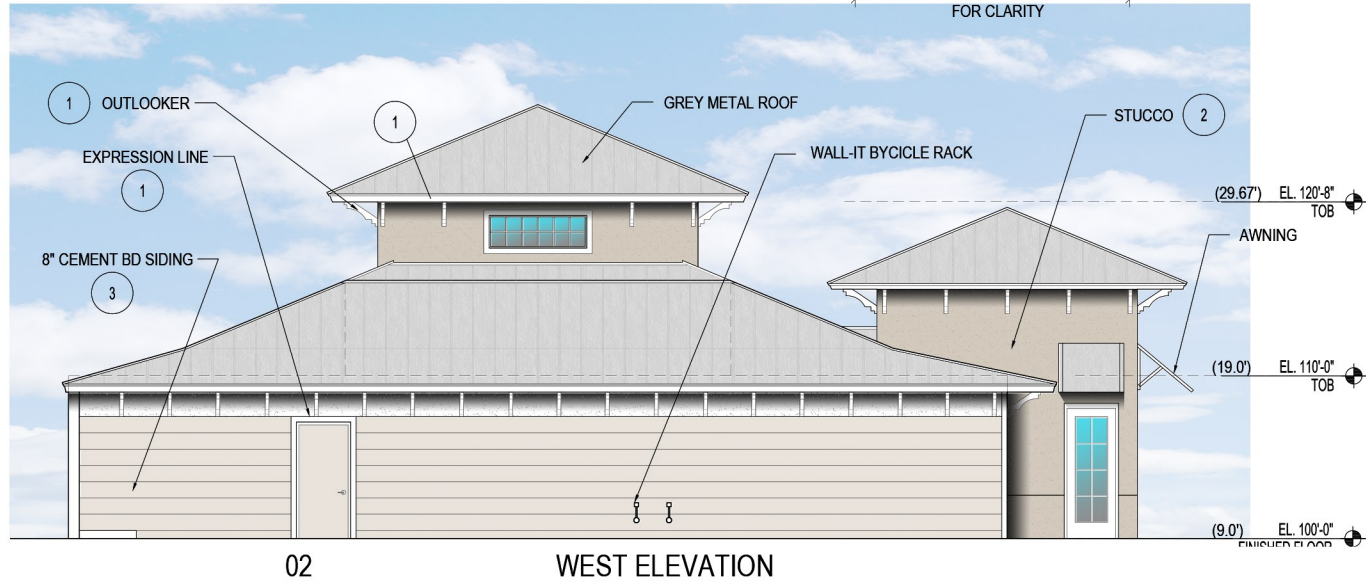 FOR CLARITY
1 OUTLOOKER
1
GREY METAL ROOF
STUCCO 2
EXPRESSION LINE
1
WALL-IT BYCICLE RACK
(29.67') EL. 120'-8"
TOB
AWNING
8" CEMENT BD SIDING
3
(19.0') EL. 110'-0"
TOB
(9.0') EL. 100'-0"
FINISHED FLOOR
02 WEST ELEVATION